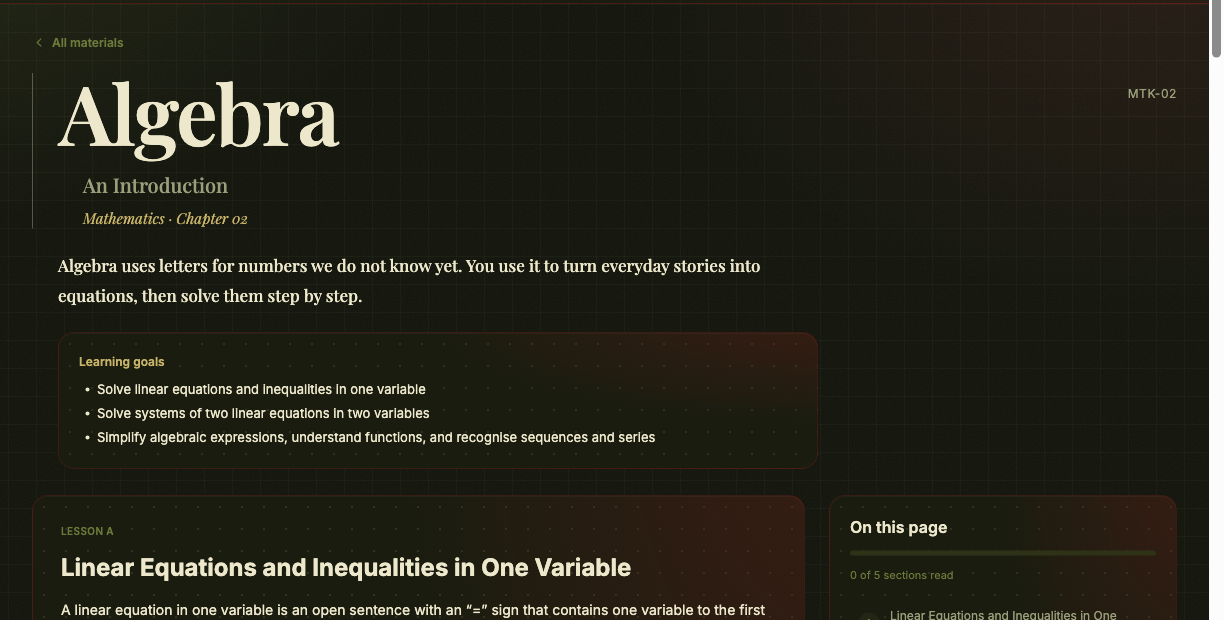 All materials
Algebra
MTK-02
An Introduction
Mathematics · Chapter 02
Algebra uses letters for numbers we do not know yet. You use it to turn everyday stories into
equations, then solve them step by step.
Learning goals
• Solve linear equations and inequalities in one variable
• Solve systems of two linear equations in two variables
• Simplify algebraic expressions, understand functions, and recognise sequences and series
LESSON A
Linear Equations and Inequalities in One Variable
A linear equation in one variable is an open sentence with an “=” sign that contains one variable to the first
On this page
0 of 5 sections read
Linear Equations and Inequalities in One